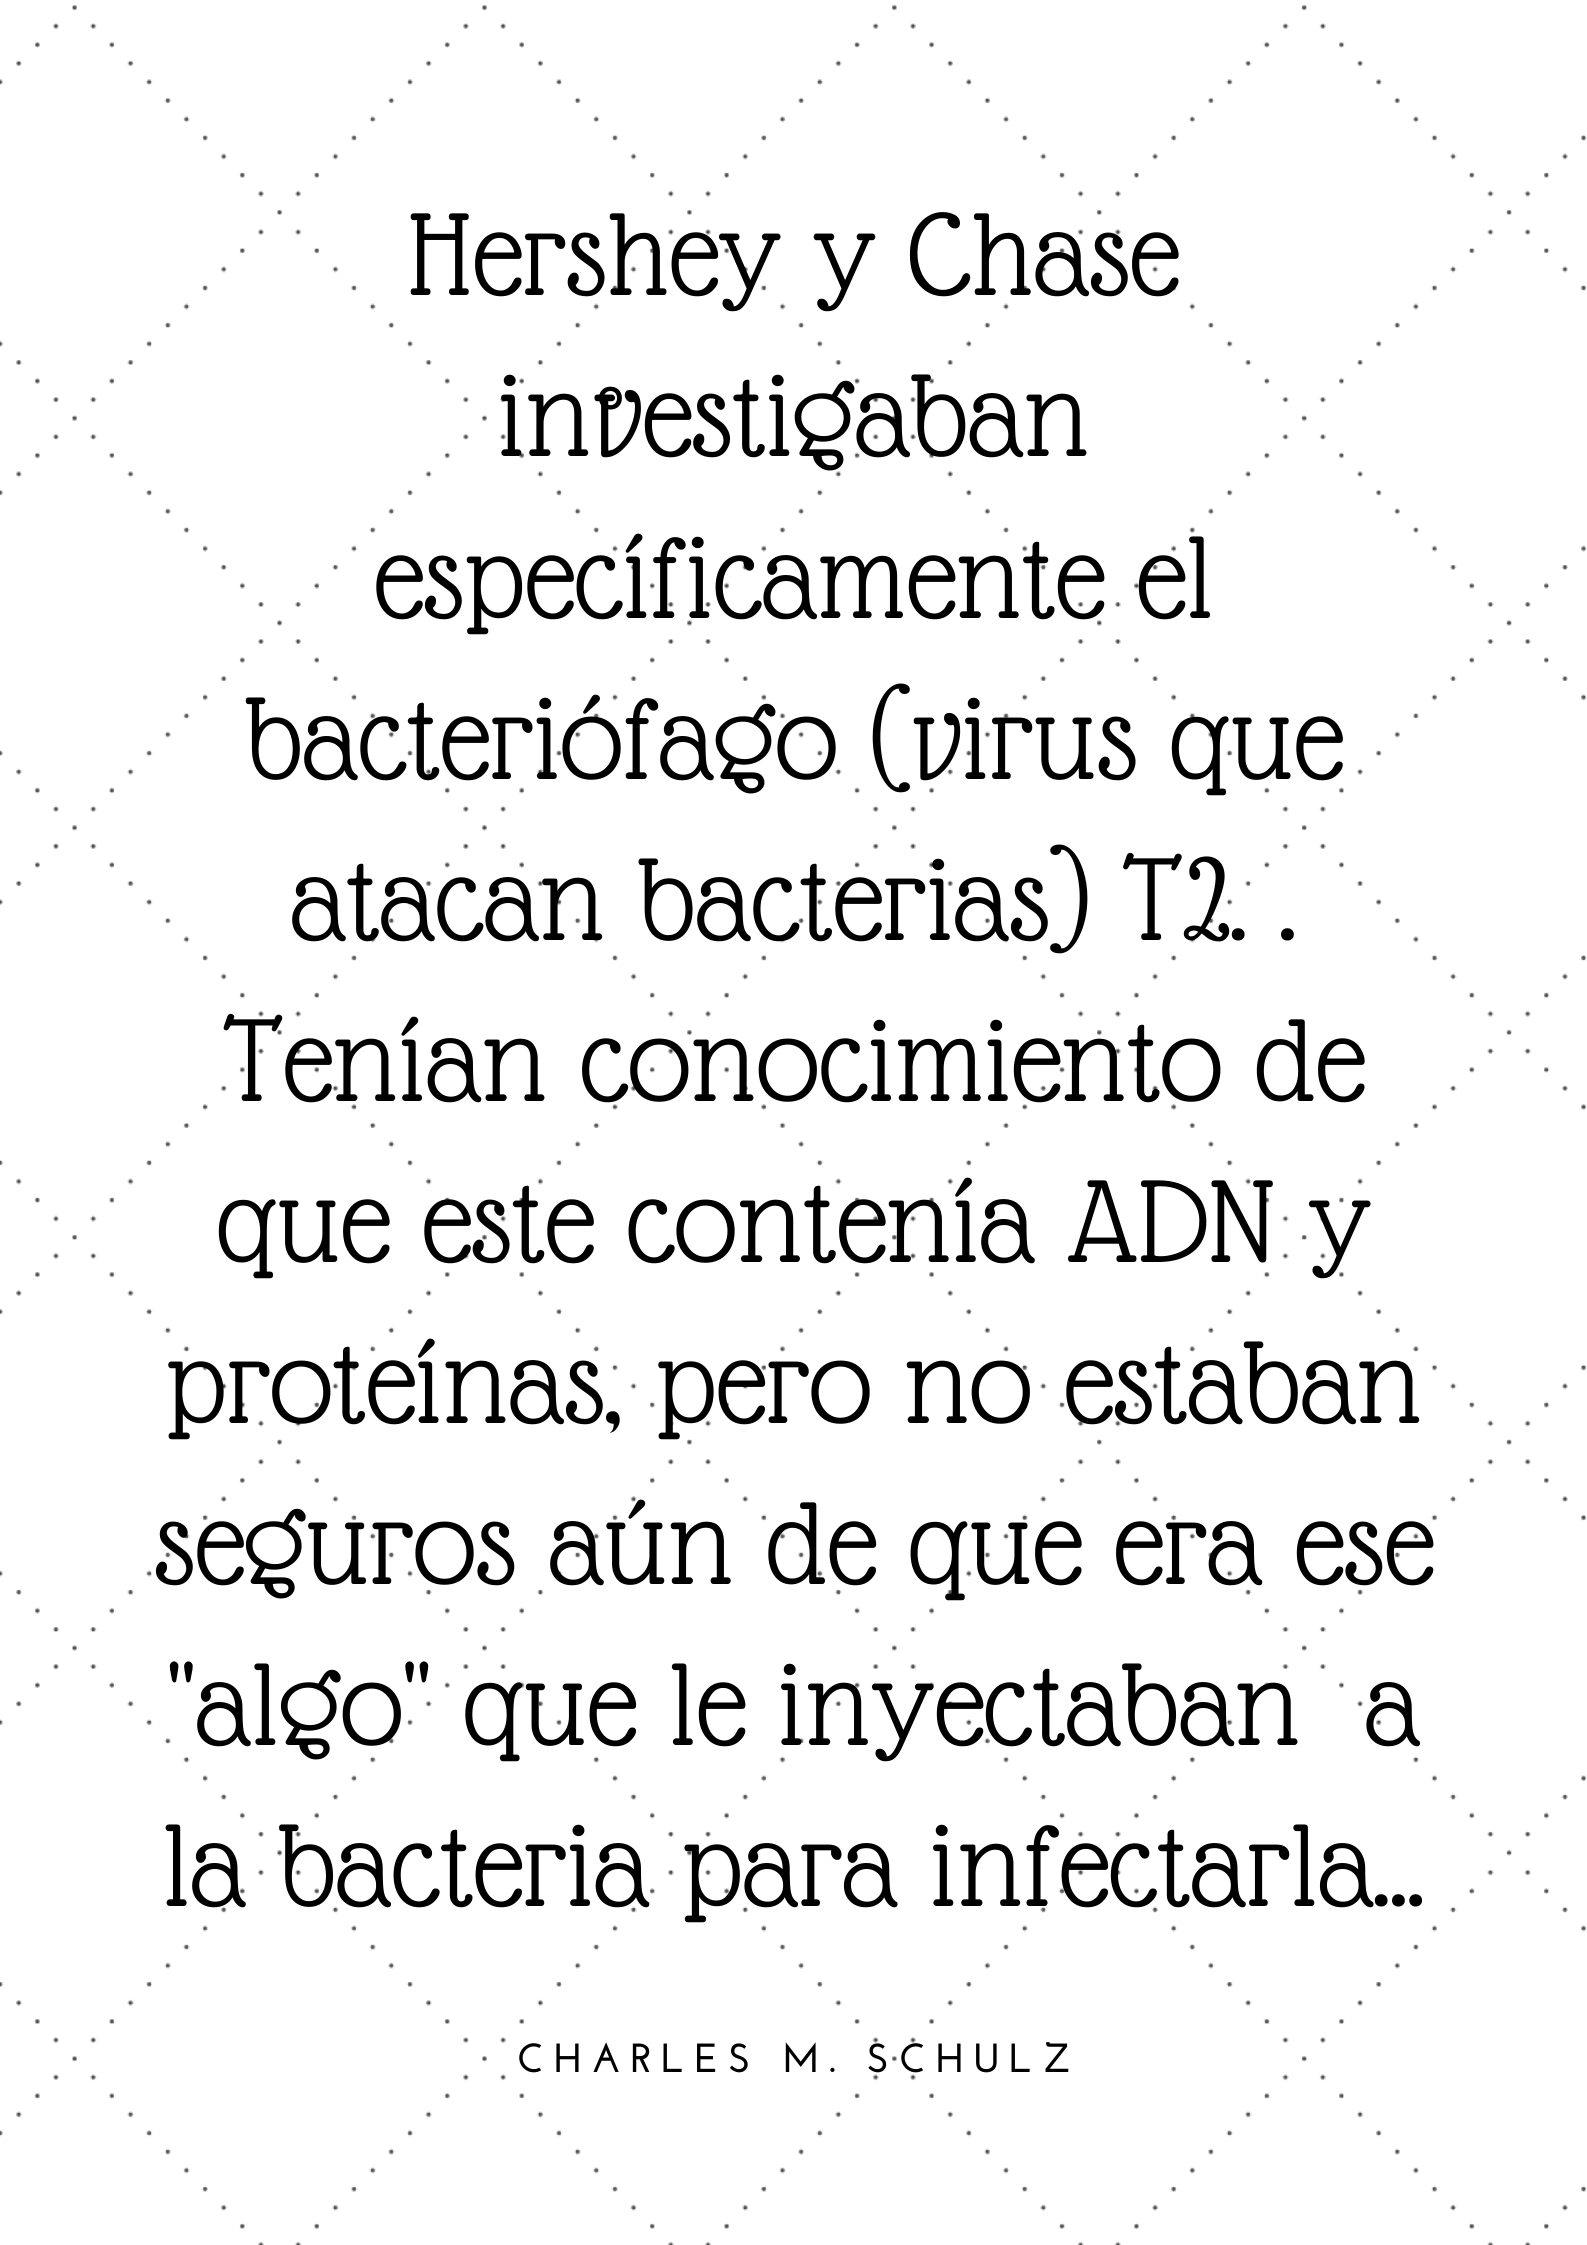 Hershey y Chase
investigaban
específicamente el
bacteriófago (virus que
atacan bacterias) T2. .
Tenían conocimiento de
que este contenía ADN y
proteínas, pero no estaban
seguros aún de que era ese
"algo" que le inyectaban  a
la bacteria para infectarla...
CHARLES M. SCHULZ